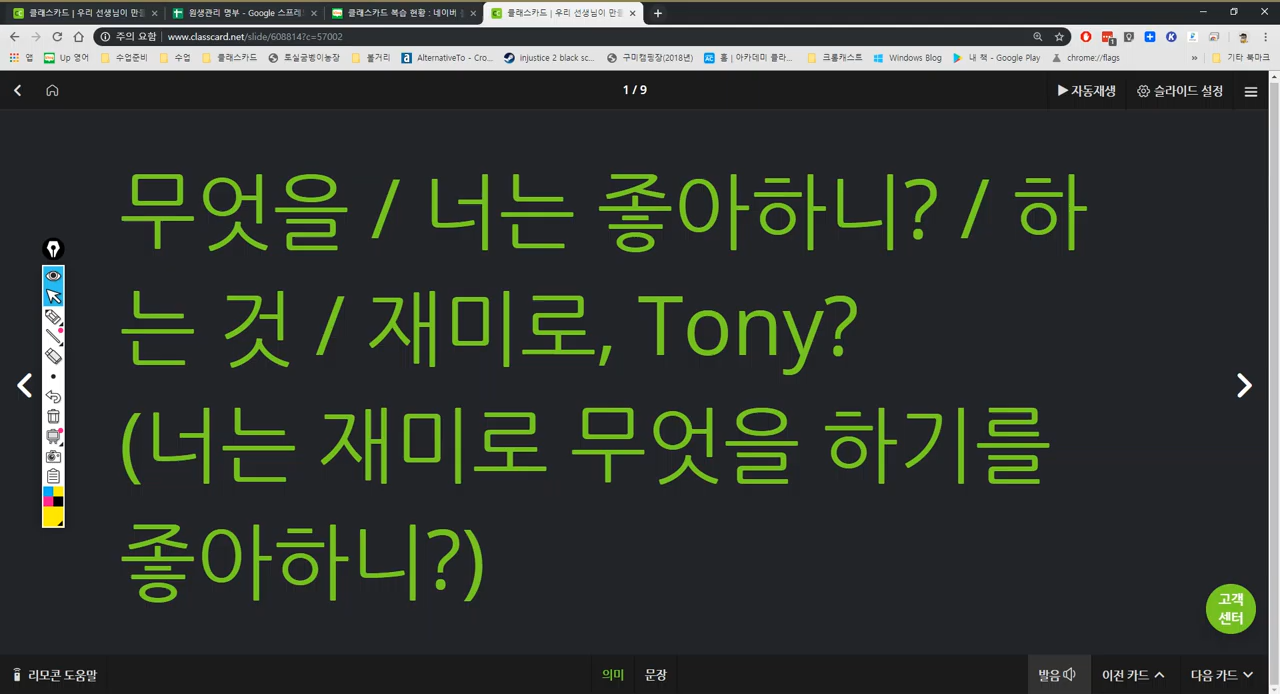 클래스카드 | 우리 선생님이 만든
원생관리 명부 - Google 스프레
클래스카드 복습 현황 : 네이버
클래스카드 | 우리 선생님이 만든
주의 요함 | www.classcard.net/slide/608814?c=57002
앱 Up 영어 수업준비 수업 클래스카드 토실굼벵이농장 볼거리 AlternativeTo - Cro... Injustice 2 black sc... 구미캠핑장(2018년) 홈 | 아카데미 클라... 크롬캐스트 Windows Blog 내 책 - Google Play chrome://flags » 기타 북마크
1 / 9
자동재생 슬라이드 설정
무엇을 / 너는 좋아하니? / 하
는 것 / 재미로, Tony?
(너는 재미로 무엇을 하기를
좋아하니?)
고객
센터
리모콘 도움말 의미 문장 발음 이전 카드 다음 카드